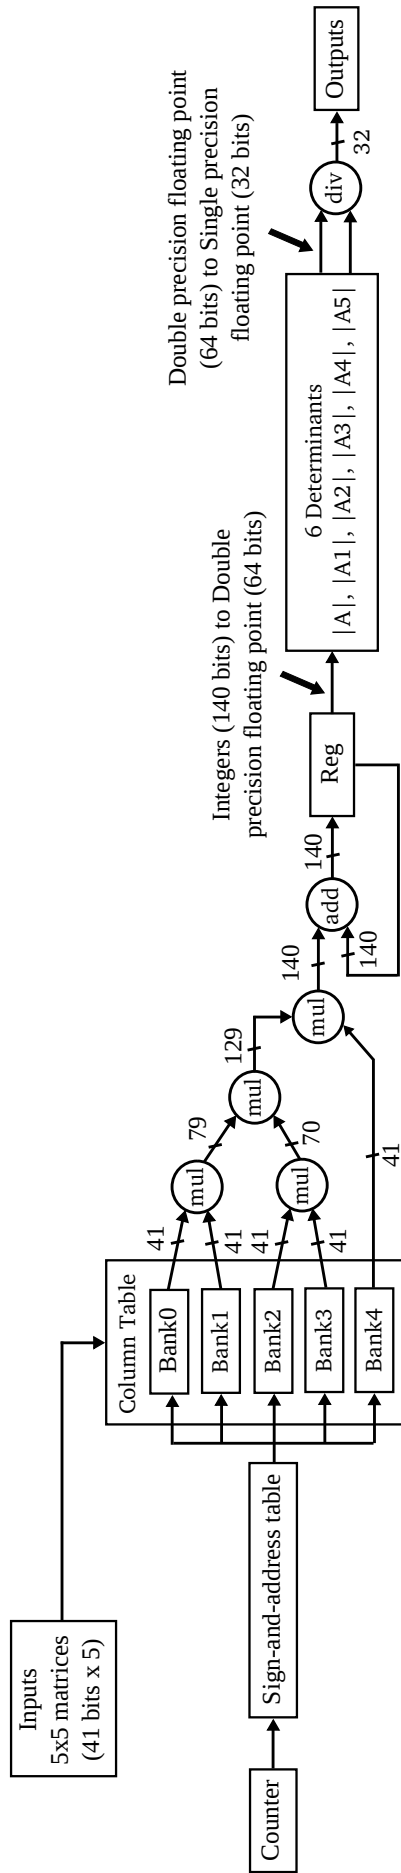 Inputs
5x5 matrices
(41 bits x 5)
Counter
Sign-and-address table
Column Table
Bank0
Bank1
Bank2
Bank3
Bank4
41
41
41
41
41
mul
mul
79
70
mul
129
mul
140
140
add
140
Reg
Integers (140 bits) to Double
precision floating point (64 bits)
6 Determinants
|A|, |A1|, |A2|, |A3|, |A4|, |A5|
Double precision floating point
(64 bits) to Single precision
floating point (32 bits)
div
32
Outputs